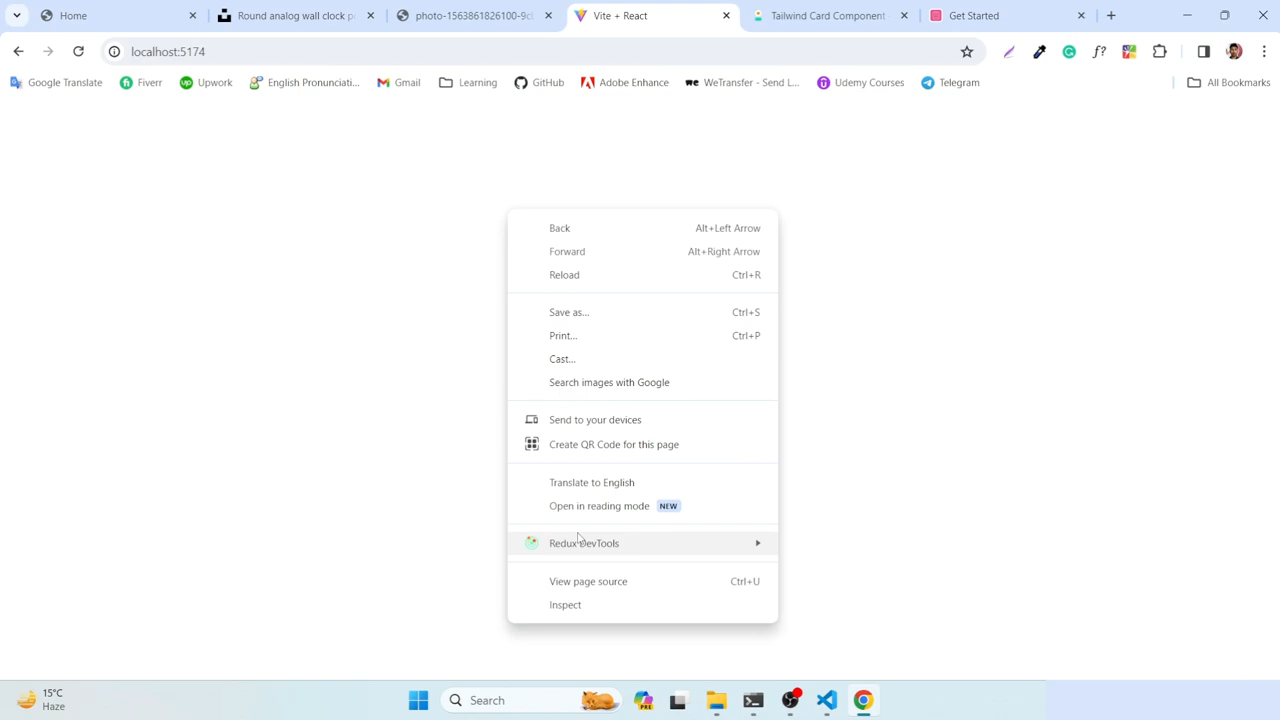 Home
Round analog wall clock p
photo-1563861826100-9c
Vite + React
Tailwind Card Component
Get Started
localhost:5174
Google Translate
Fiverr
Upwork
English Pronunciati...
Gmail
Learning
GitHub
Adobe Enhance
WeTransfer - Send L...
Udemy Courses
Telegram
All Bookmarks
Back Alt+Left Arrow
Forward Alt+Right Arrow
Reload Ctrl+R
Save as... Ctrl+S
Print... Ctrl+P
Cast...
Search images with Google
Send to your devices
Create QR Code for this page
Translate to English
Open in reading mode NEW
Redux DevTools
View page source Ctrl+U
Inspect
15°C
Haze
Search